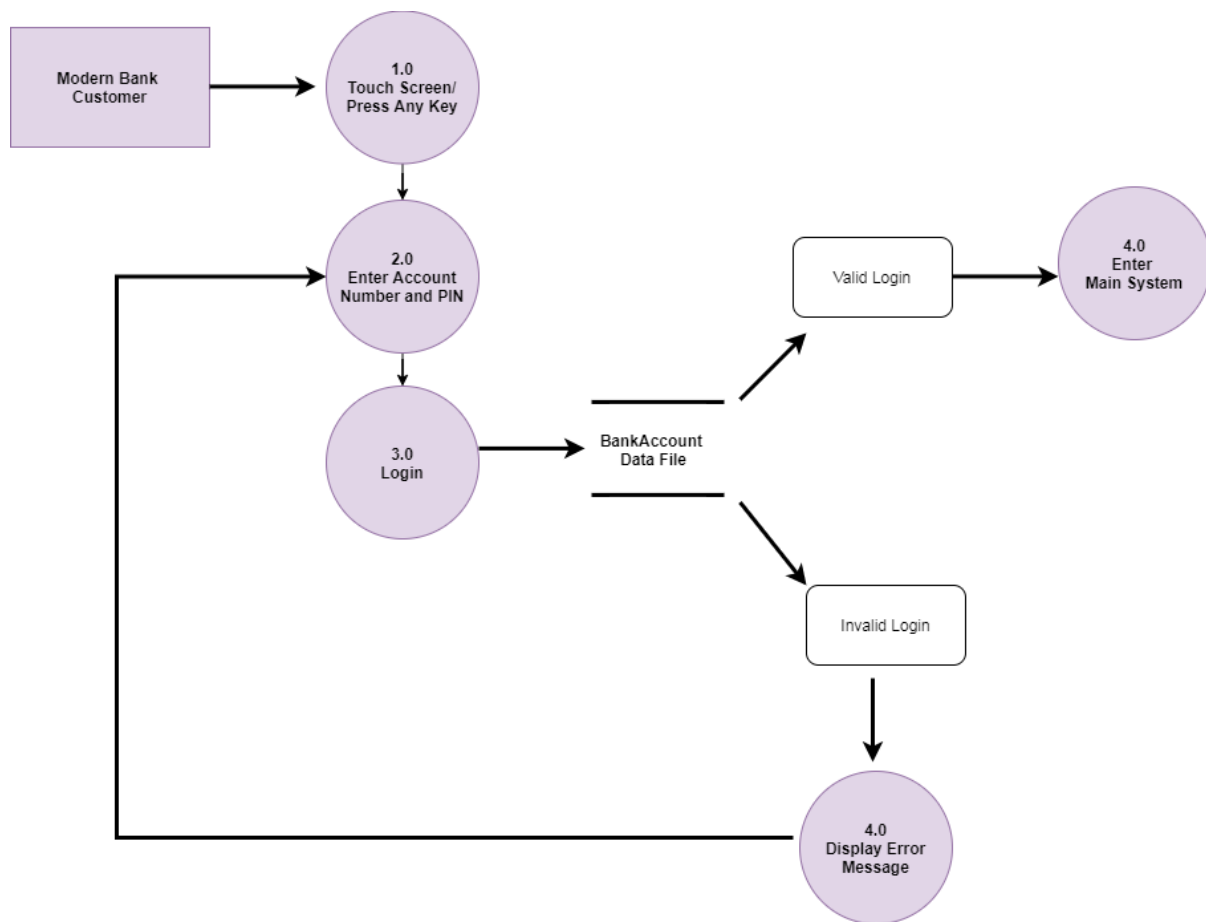 Modern Bank
Customer
1.0
Touch Screen/
Press Any Key
2.0
Enter Account
Number and PIN
3.0
Login
BankAccount
Data File
Valid Login
4.0
Enter
Main System
Invalid Login
4.0
Display Error
Message